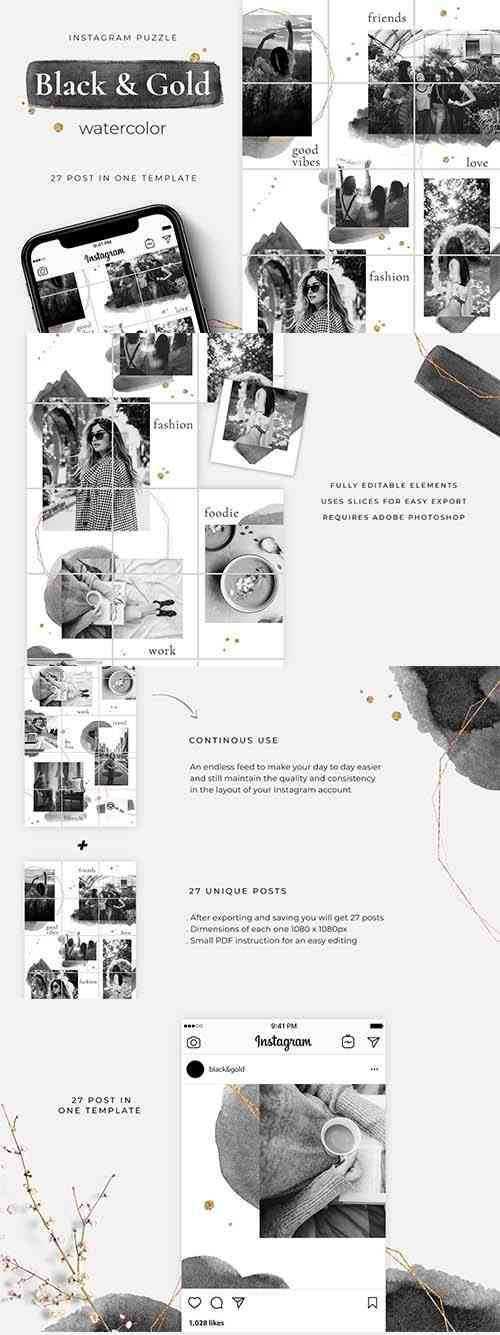 INSTAGRAM PUZZLE
Black & Gold
watercolor
27 POST IN ONE TEMPLATE
9:41 PM
Instagram
love
friends
good
vibes
love
fashion
fashion
foodie
work
FULLY EDITABLE ELEMENTS
USES SLICES FOR EASY EXPORT
REQUIRES ADOBE PHOTOSHOP
work
travel
CONTINOUS USE
An endless feed to make your day to day easier
and still maintain the quality and consistency
in the layout of your instagram account
+
friends
good
vibes
love
fashion
27 UNIQUE POSTS
. After exporting and saving you will get 27 posts
. Dimensions of each one 1080 x 1080px
. Small PDF instruction for an easy editing
27 POST IN
ONE TEMPLATE
9:41 PM
Instagram
black&gold
1,028 likes